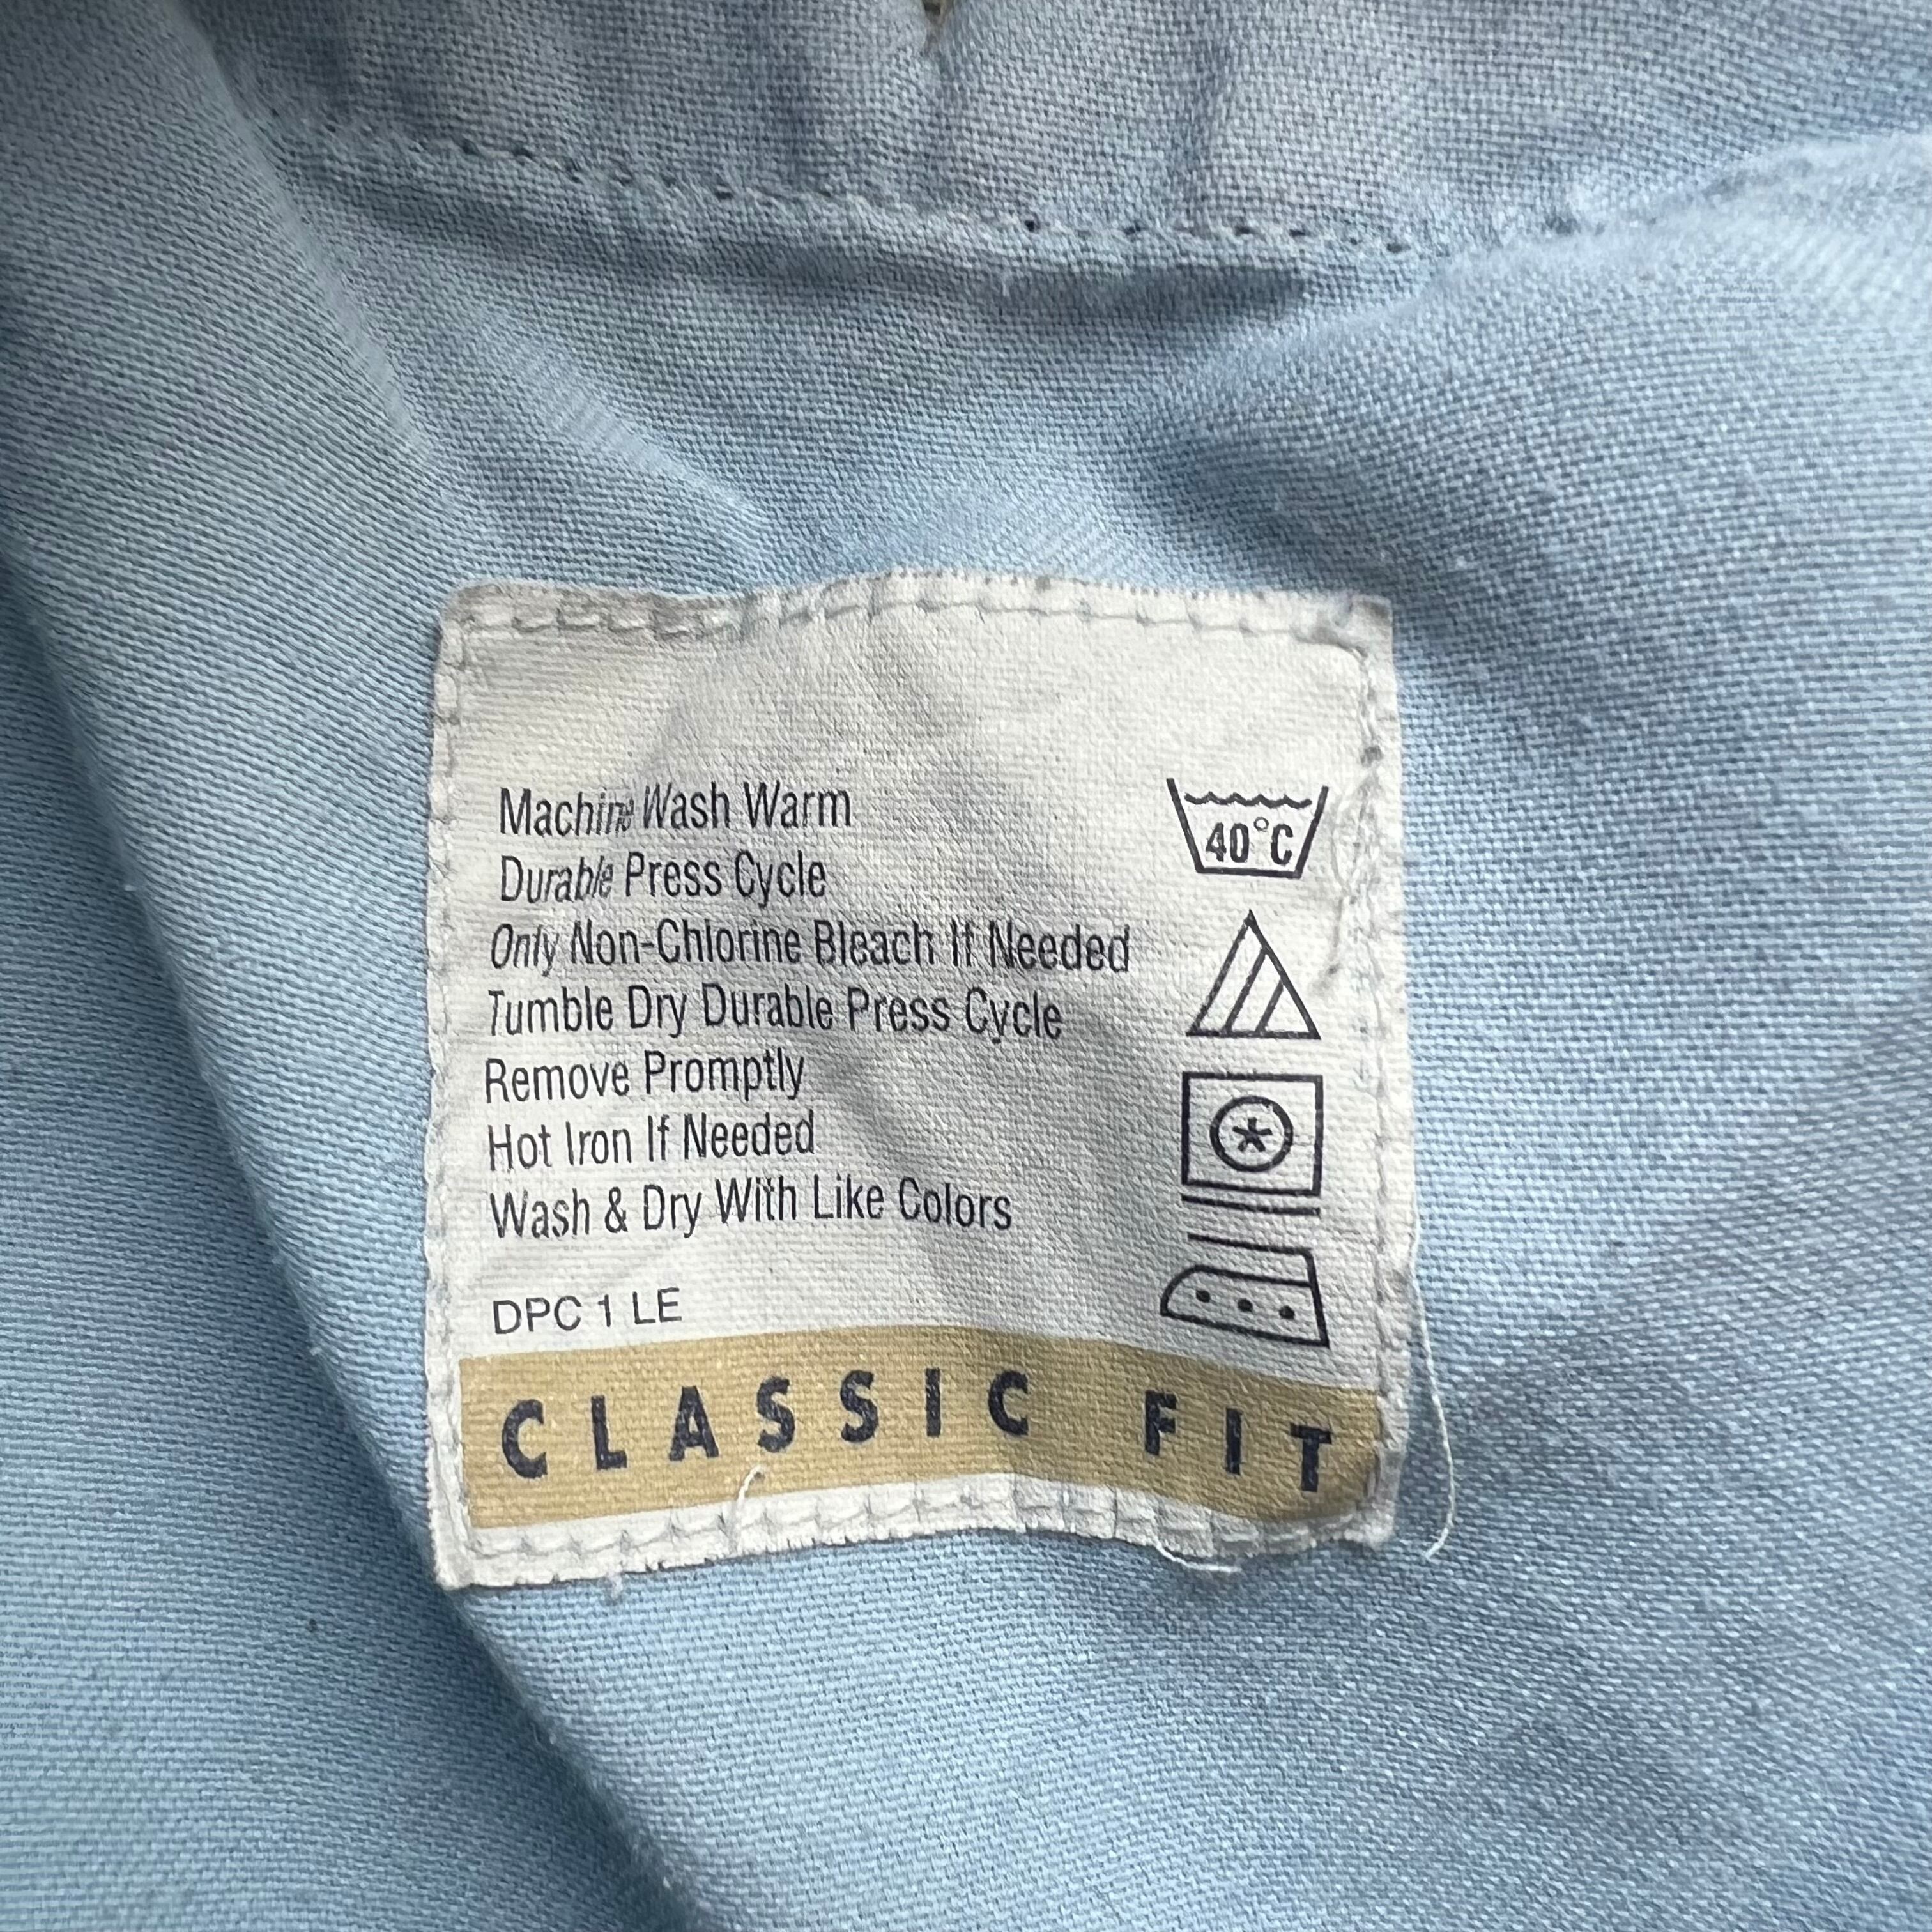 Machine Wash Warm
40°C
Durable Press Cycle
Only Non-Chlorine Bleach If Needed
Tumble Dry Durable Press Cycle
Remove Promptly
Hot Iron If Needed
Wash & Dry With Like Colors
DPC 1 LE
CLASSIC FIT